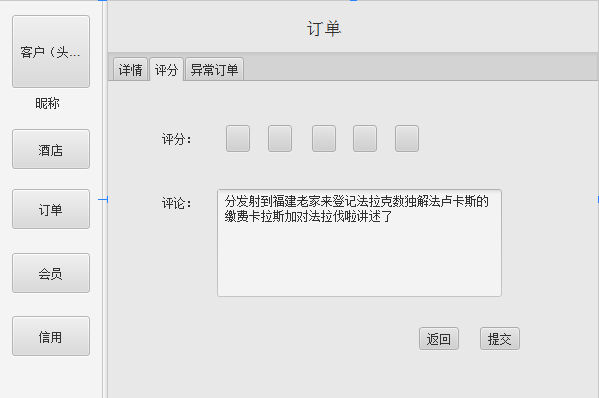 订单
客户（头...
昵称
酒店
订单
会员
信用
详情
评分
异常订单
评分：
评论：
分发射到福建老家来登记法拉克数独解法卢卡斯的
缴费卡拉斯加对法拉伐啦讲述了
返回
提交